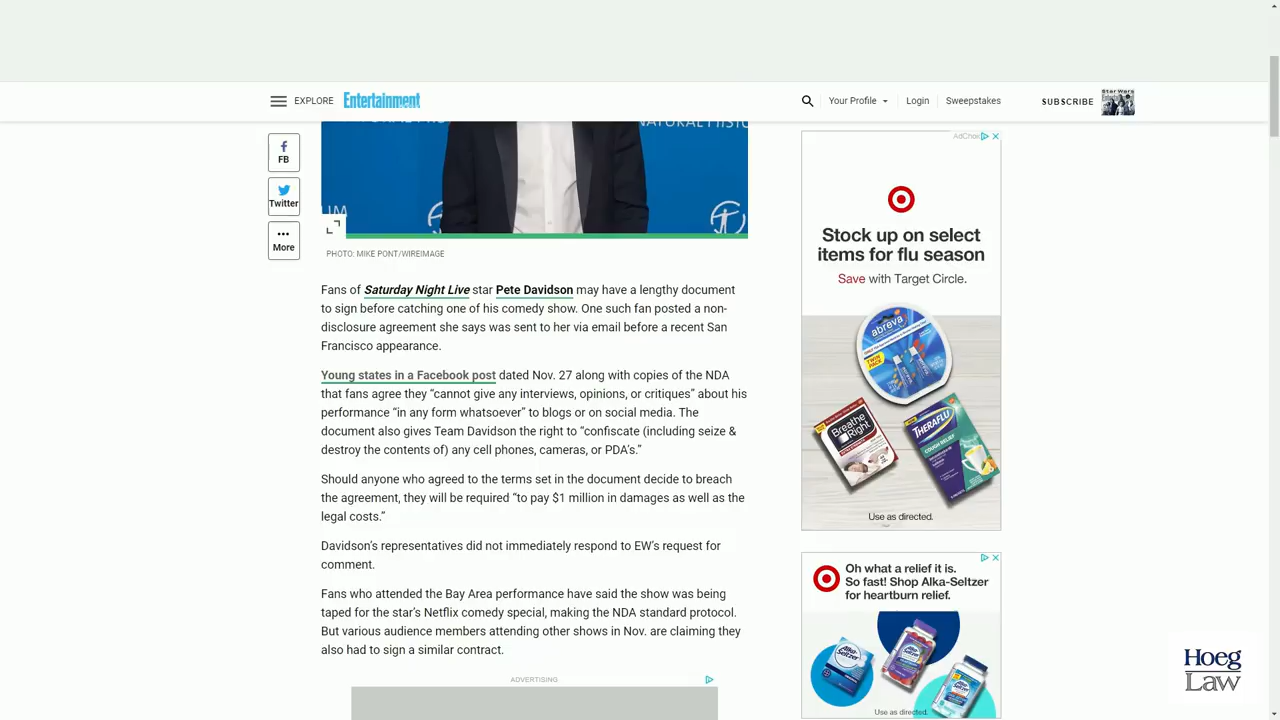 EXPLORE
Entertainment
Your Profile
Login
Sweepstakes
SUBSCRIBE
FB
Twitter
More
NATURAL HISTO
UM
PHOTO: MIKE PONT/WIREIMAGE
Fans of Saturday Night Live star Pete Davidson may have a lengthy document
to sign before catching one of his comedy show. One such fan posted a non-
disclosure agreement she says was sent to her via email before a recent San
Francisco appearance.
Young states in a Facebook post dated Nov. 27 along with copies of the NDA
that fans agree they “cannot give any interviews, opinions, or critiques” about his
performance “in any form whatsoever” to blogs or on social media. The
document also gives Team Davidson the right to “confiscate (including seize &
destroy the contents of) any cell phones, cameras, or PDA's.”
Should anyone who agreed to the terms set in the document decide to breach
the agreement, they will be required “to pay $1 million in damages as well as the
legal costs.”
Davidson's representatives did not immediately respond to EW's request for
comment.
Fans who attended the Bay Area performance have said the show was being
taped for the star's Netflix comedy special, making the NDA standard protocol.
But various audience members attending other shows in Nov. are claiming they
also had to sign a similar contract.
ADVERTISING
AdChoi
Stock up on select
items for flu season
Save with Target Circle.
abreva
Breathe
Right
THERAFLU
Use as directed.
Oh what a relief it is.
So fast! Shop Alka-Seltzer
for heartburn relief.
Alka-
Seltzer
Use as directed.
Hoeg
Law